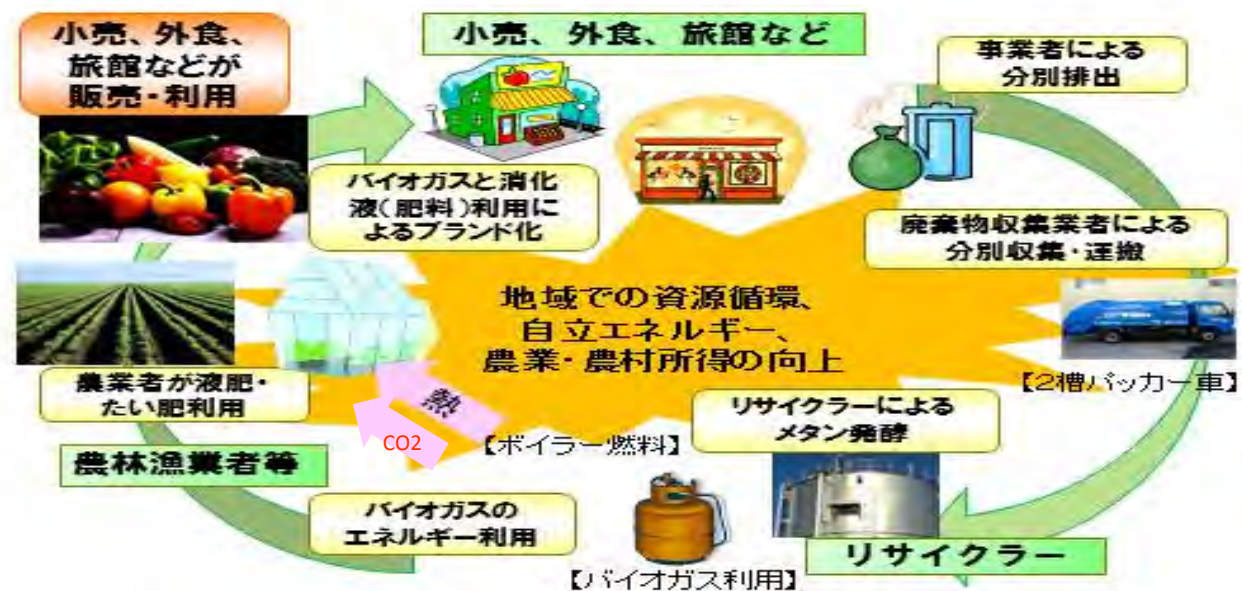 小売、外食、
旅館などが
販売・利用
小売、外食、旅館など
事業者による
分別排出
バイオガスと消化
液(肥料)利用に
よるブランド化
廃棄物収集業者による
分別収集・運搬
地域での資源循環、
自立エネルギー、
農業・農村所得の向上
【2槽パッカー車】
農業者が液肥・
たい肥利用
熱
CO2
【ボイラー燃料】
リサイクラーによる
メタン発酵
農林漁業者等
バイオガスの
エネルギー利用
【バイオガス利用】
リサイクラー